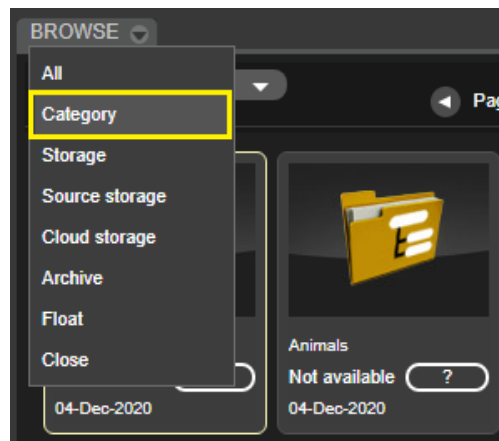 BROWSE
All
Category
Storage
Source storage
Cloud storage
Archive
Float
Close
04-Dec-2020
Animals
Not available ?
04-Dec-2020